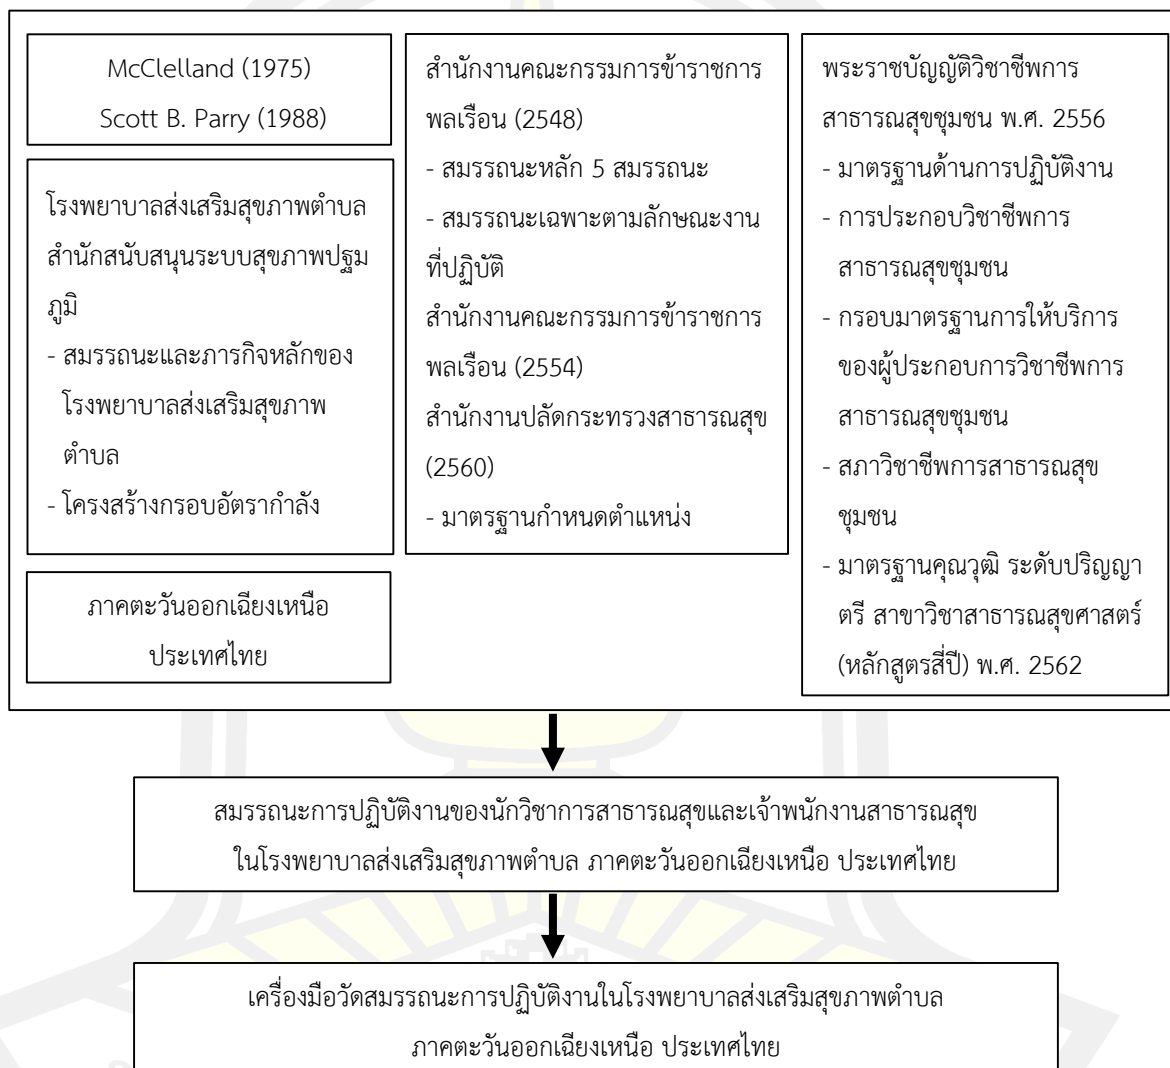 McClelland (1975)
Scott B. Parry (1988)
โรงพยาบาลส่งเสริมสุขภาพตำบล
สำนักสนับสนุนระบบสุขภาพปฐม
ภูมิ
- สมรรถนะและภารกิจหลักของ
โรงพยาบาลส่งเสริมสุขภาพ
ตำบล
- โครงสร้างกรอบอัตรากำลัง
ภาคตะวันออกเฉียงเหนือ
ประเทศไทย
สำนักงานคณะกรรมการข้าราชการ
พลเรือน (2548)
- สมรรถนะหลัก 5 สมรรถนะ
- สมรรถนะเฉพาะตามลักษณะงาน
ที่ปฏิบัติ
สำนักงานคณะกรรมการข้าราชการ
พลเรือน (2554)
สำนักงานปลัดกระทรวงสาธารณสุข
(2560)
- มาตรฐานกำหนดตำแหน่ง
พระราชบัญญัติวิชาชีพการ
สาธารณสุขชุมชน พ.ศ. 2556
- มาตรฐานด้านการปฏิบัติงาน
- การประกอบวิชาชีพการ
สาธารณสุขชุมชน
- กรอบมาตรฐานการให้บริการ
ของผู้ประกอบการวิชาชีพการ
สาธารณสุขชุมชน
- สภาวิชาชีพการสาธารณสุข
ชุมชน
- มาตรฐานคุณวุฒิ ระดับปริญญา
ตรี สาขาวิชาสาธารณสุขศาสตร์
(หลักสูตรสี่ปี) พ.ศ. 2562
สมรรถนะการปฏิบัติงานของนักวิชาการสาธารณสุขและเจ้าพนักงานสาธารณสุข
ในโรงพยาบาลส่งเสริมสุขภาพตำบล ภาคตะวันออกเฉียงเหนือ ประเทศไทย
เครื่องมือวัดสมรรถนะการปฏิบัติงานในโรงพยาบาลส่งเสริมสุขภาพตำบล
ภาคตะวันออกเฉียงเหนือ ประเทศไทย